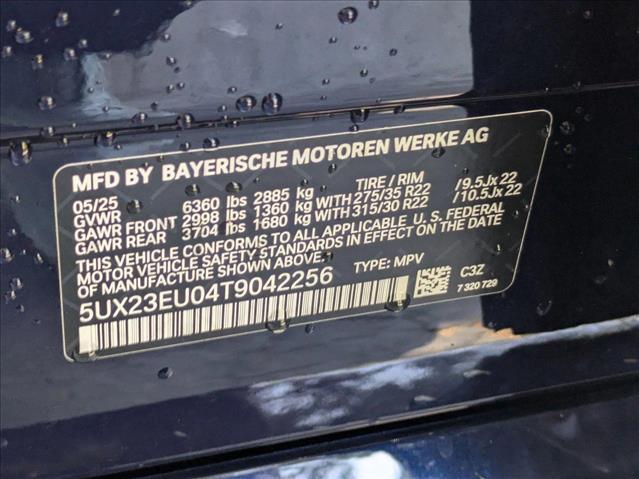 MFD BY BAYERISCHE MOTOREN WERKE AG
05/25 TIRE / RIM
GVWR 6360 lbs 2885 kg
GAWR FRONT 2998 lbs 1360 kg WITH 275/35 R22 /9.5Jx22
GAWR REAR 3704 lbs 1680 kg WITH 315/30 R22 /10.5Jx22
THIS VEHICLE CONFORMS TO ALL APPLICABLE U.S. FEDERAL
MOTOR VEHICLE SAFETY STANDARDS IN EFFECT ON THE
DATE OF MANUFACTURE SHOWN ABOVE.
5UX23EU04T9042256 TYPE: MPV C3Z
7 320 729